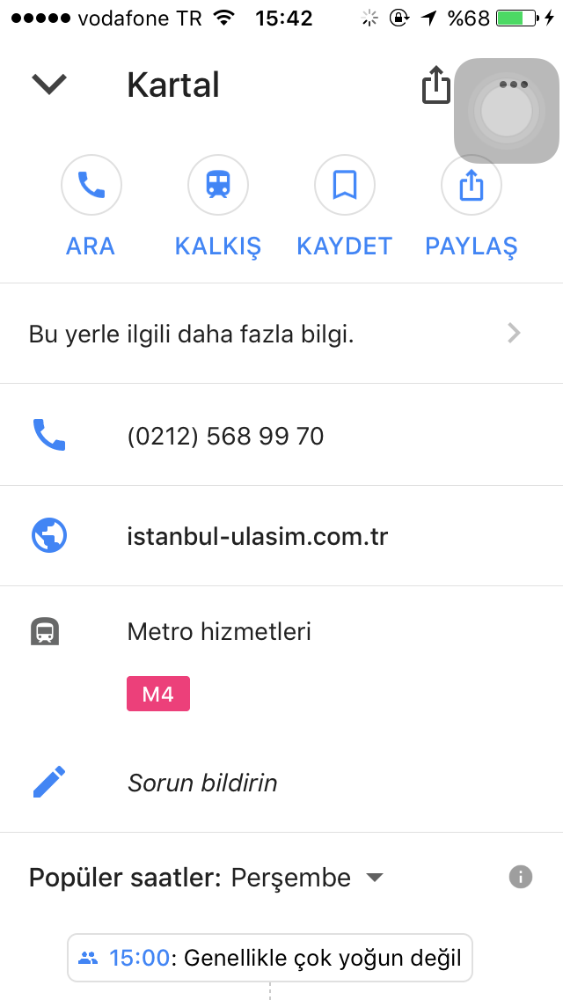 vodafone TR 15:42 %68
Kartal
ARA KALKIŞ KAYDET PAYLAŞ
Bu yerle ilgili daha fazla bilgi.
(0212) 568 99 70
istanbul-ulasim.com.tr
Metro hizmetleri
M4
Sorun bildirin
Popüler saatler: Perşembe
15:00: Genellikle çok yoğun değil